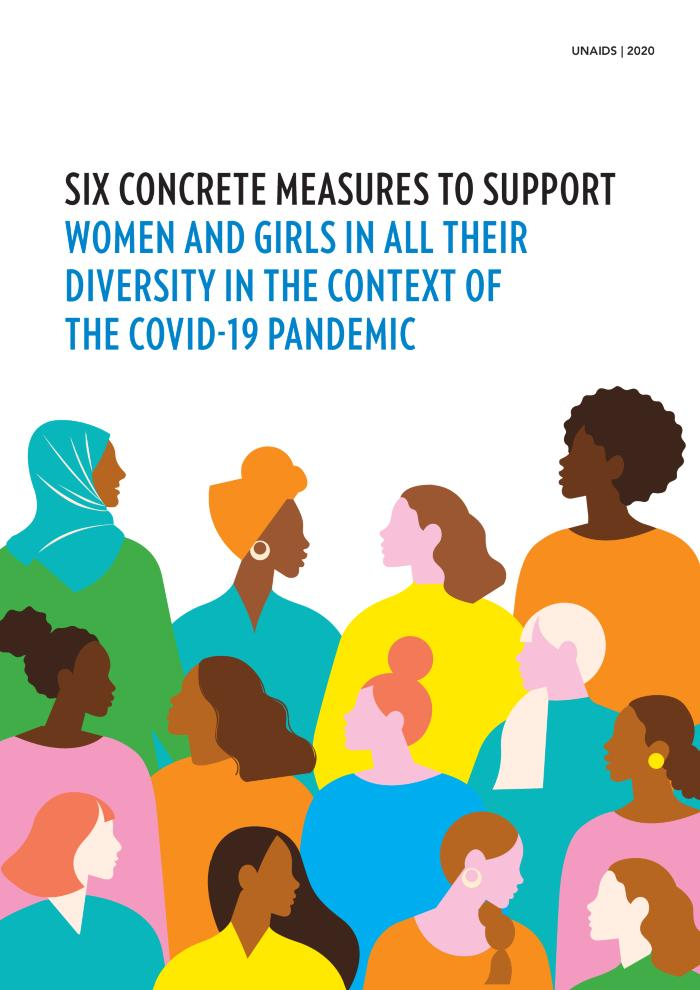 UNAIDS | 2020
SIX CONCRETE MEASURES TO SUPPORT
WOMEN AND GIRLS IN ALL THEIR
DIVERSITY IN THE CONTEXT OF
THE COVID-19 PANDEMIC